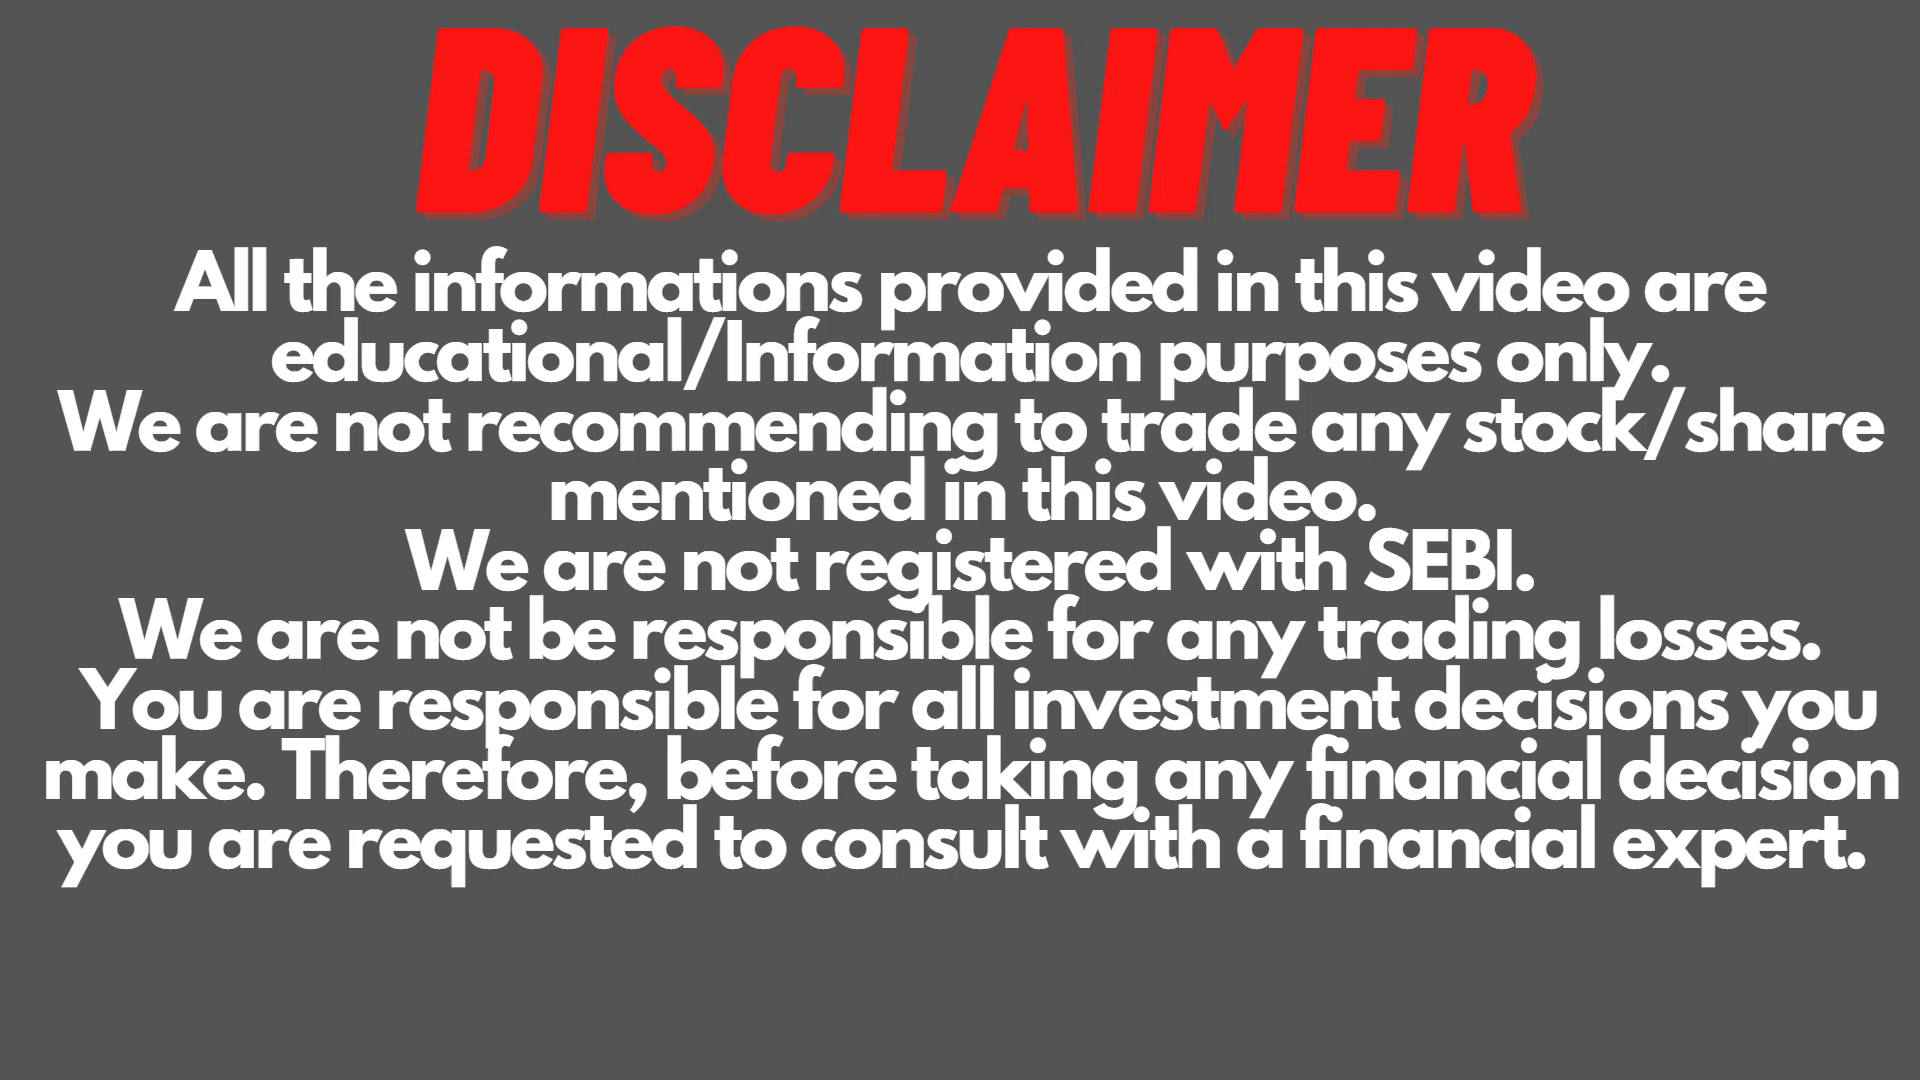 DISCLAIMER
All the informations provided in this video are
educational/Information purposes only.
We are not recommending to trade any stock/share
mentioned in this video.
We are not registered with SEBI.
We are not be responsible for any trading losses.
You are responsible for all investment decisions you
make. Therefore, before taking any financial decision
you are requested to consult with a financial expert.